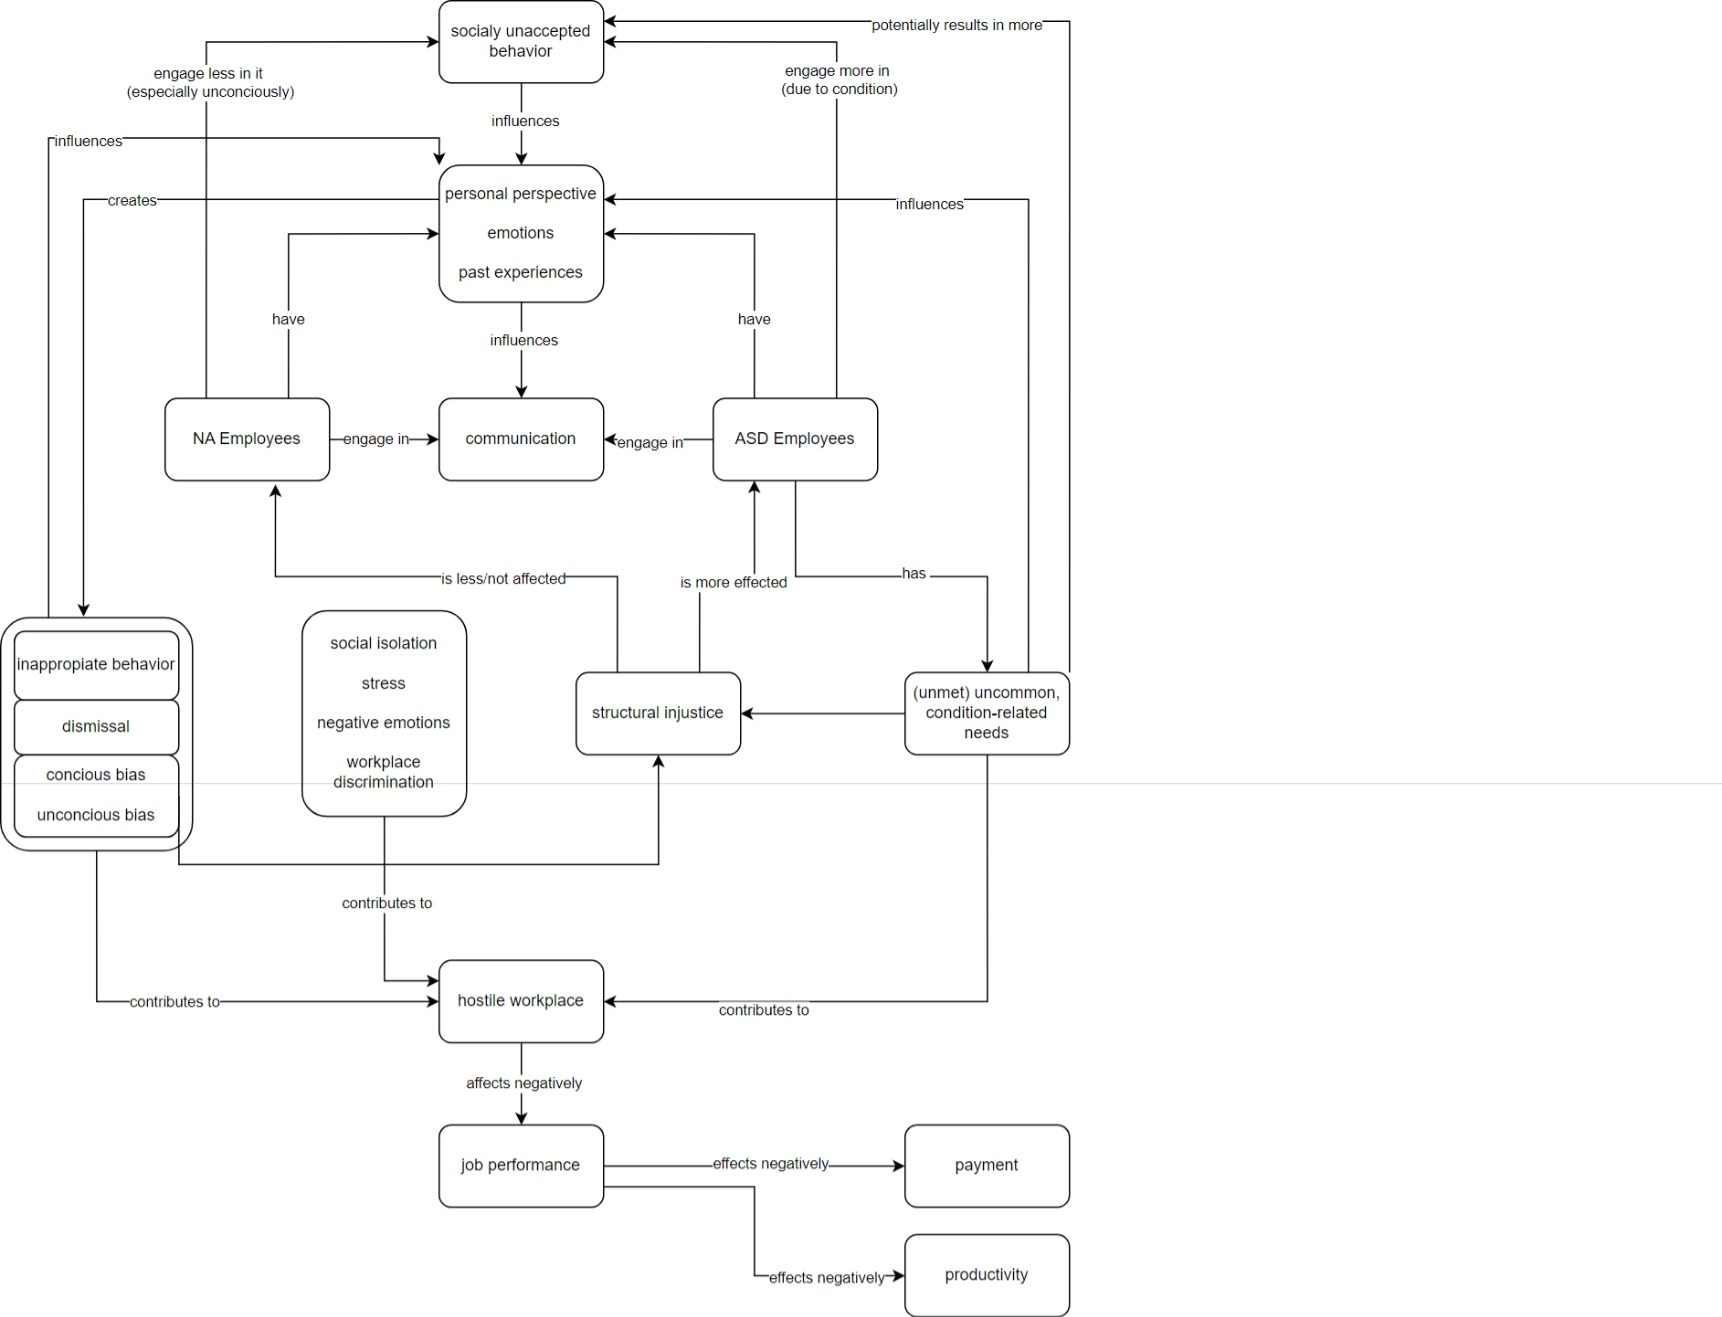 socialy unaccepted
behavior
potentially results in more
engage less in it
(especially unconciously)
engage more in
(due to condition)
influences
influences
personal perspective
emotions
past experiences
creates
influences
have
have
influences
NA Employees
engage in
communication
engage in
ASD Employees
is less/not affected
is more effected
has
inappropiate behavior
dismissal
concious bias
unconcious bias
social isolation
stress
negative emotions
workplace
discrimination
structural injustice
(unmet) uncommon,
condition-related
needs
contributes to
contributes to
hostile workplace
contributes to
affects negatively
job performance
effects negatively
payment
effects negatively
productivity